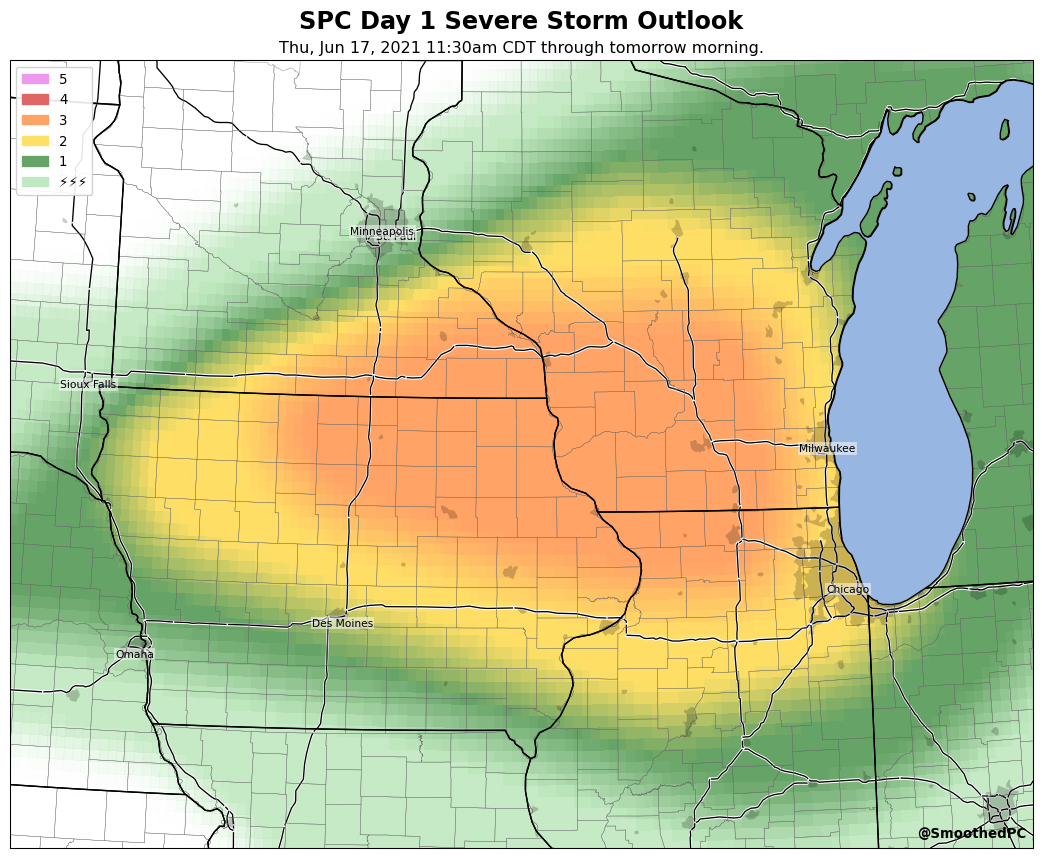 SPC Day 1 Severe Storm Outlook
Thu, Jun 17, 2021 11:30am CDT through tomorrow morning.
5
4
3
2
1
⚡⚡⚡
Minneapolis
St. Paul
Sioux Falls
Milwaukee
Chicago
Des Moines
Omaha
@SmoothedPC